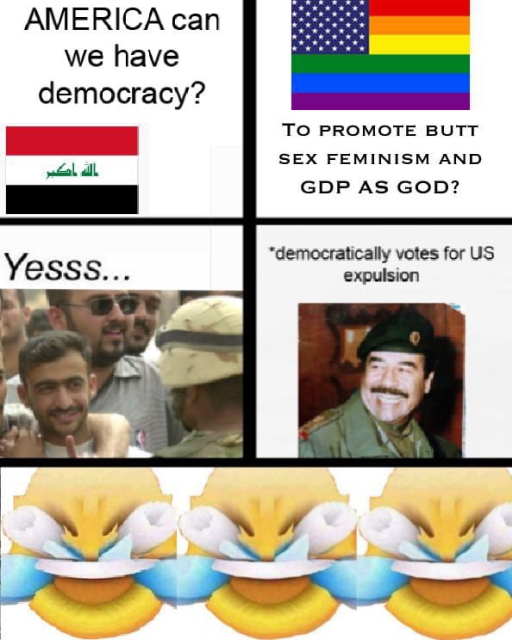 AMERICA can
we have
democracy?
الله اكبر
TO PROMOTE BUTT
SEX FEMINISM AND
GDP AS GOD?
Yesss...
*democratically votes for US
expulsion